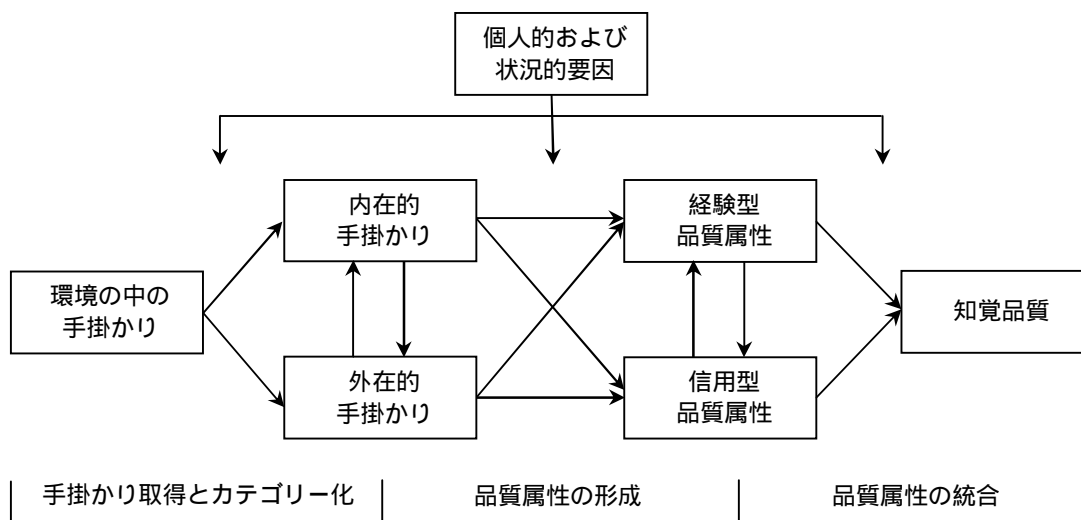 個人的および
状況的要因
内在的
手掛かり
経験型
品質属性
環境の中の
手掛かり
知覚品質
外在的
手掛かり
信用型
品質属性
手掛かり取得とカテゴリー化
品質属性の形成
品質属性の統合